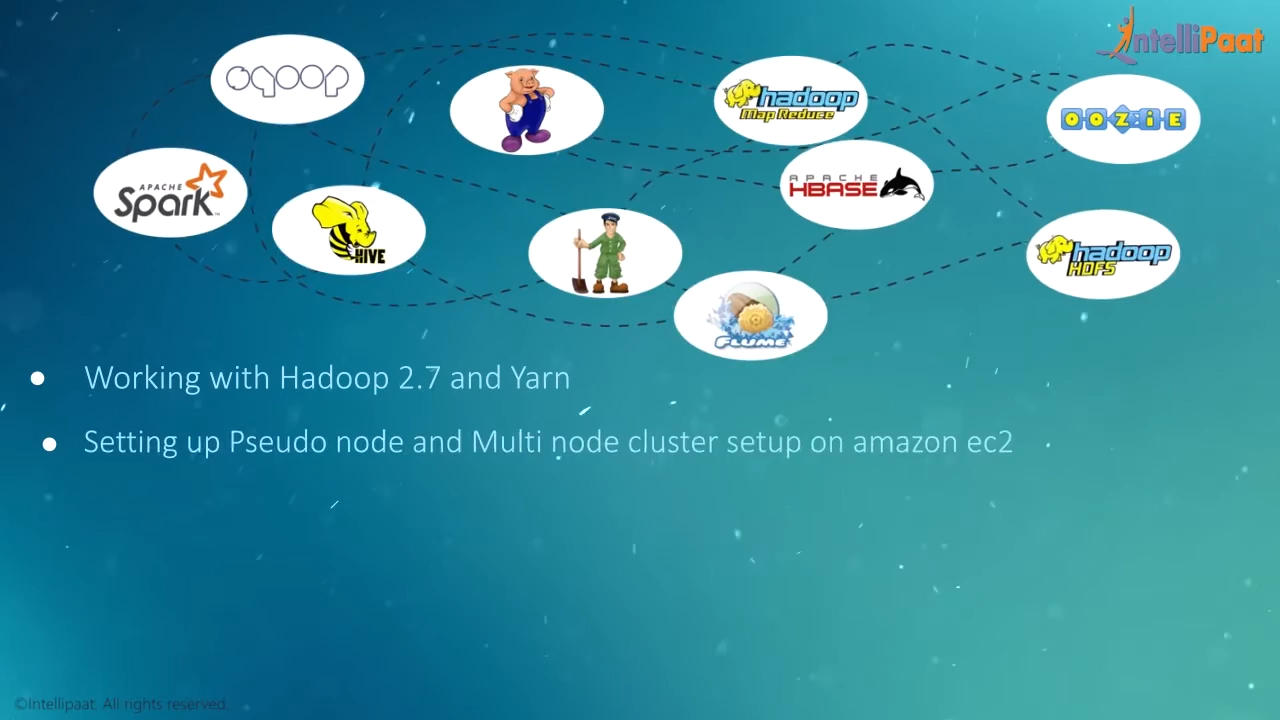 IntelliPaat
sqoop
hadoop
Map Reduce
OOZiE
APACHE
Spark™
HIVE
APACHE
HBASE
hadoop
HDFS
FLUME
● Working with Hadoop 2.7 and Yarn
● Setting up Pseudo node and Multi node cluster setup on amazon ec2
©Intellipaat. All rights reserved.